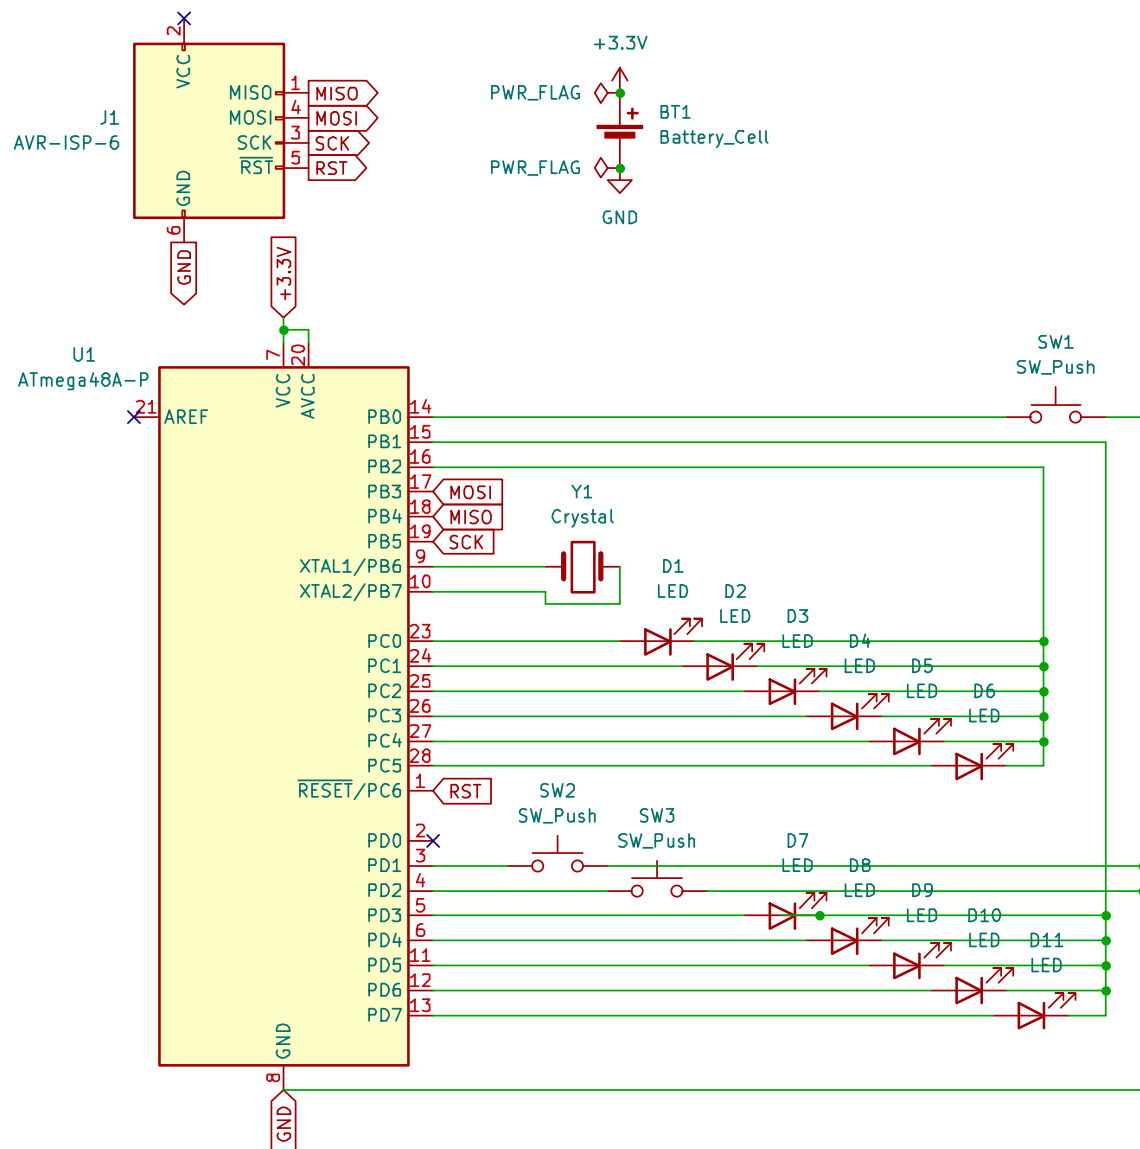 2
VCC
J1
AVR-ISP-6
MISO 1 MISO
MOSI 4 MOSI
SCK 3 SCK
RST 5 RST
GND
6
GND
+3.3V
PWR_FLAG
+
BT1
Battery_Cell
PWR_FLAG
GND
+3.3V
U1
ATmega48A-P
7
20
VCC
AVCC
21
AREF
PB0 14
PB1 15
PB2 16
PB3 17 MOSI
PB4 18 MISO
PB5 19 SCK
XTAL1/PB6 9
XTAL2/PB7 10
PC0 23
PC1 24
PC2 25
PC3 26
PC4 27
PC5 28
RESET/PC6 1 RST
PD0 2
PD1 3
PD2 4
PD3 5
PD4 6
PD5 11
PD6 12
PD7 13
GND
8
GND
SW1
SW_Push
Y1
Crystal
D1
LED
D2
LED
D3
LED
D4
LED
D5
LED
D6
LED
SW2
SW_Push
SW3
SW_Push
D7
LED
D8
LED
D9
LED
D10
LED
D11
LED